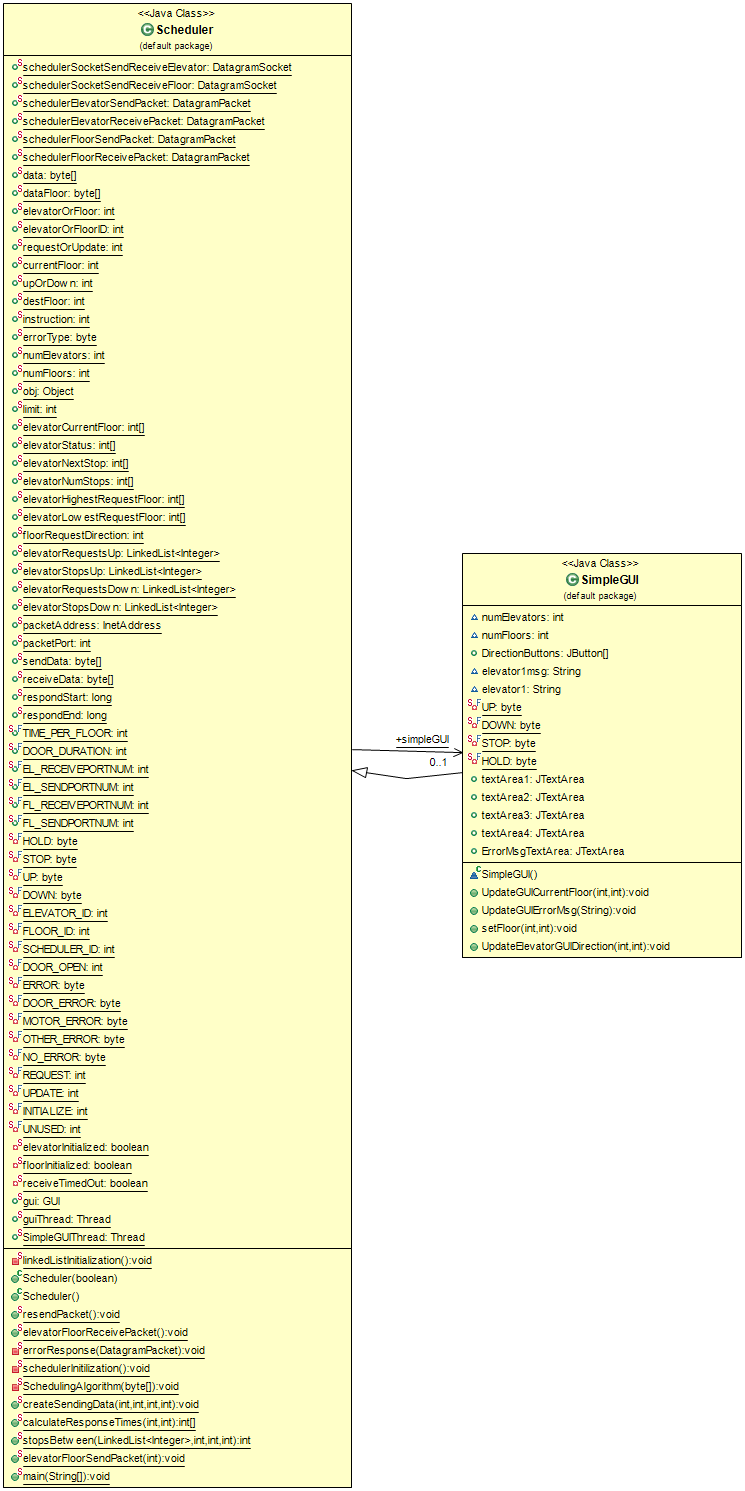 <<Java Class>>
Scheduler
(default package)
schedulerSocketSendReceiveElevator: DatagramSocket
schedulerSocketSendReceiveFloor: DatagramSocket
schedulerElevatorSendPacket: DatagramPacket
schedulerElevatorReceivePacket: DatagramPacket
schedulerFloorSendPacket: DatagramPacket
schedulerFloorReceivePacket: DatagramPacket
data: byte[]
dataFloor: byte[]
elevatorOrFloor: int
elevatorOrFloorID: int
requestOrUpdate: int
currentFloor: int
upOrDown: int
destFloor: int
instruction: int
errorType: byte
numElevators: int
numFloors: int
obj: Object
limit: int
elevatorCurrentFloor: int[]
elevatorStatus: int[]
elevatorNextStop: int[]
elevatorNumStops: int[]
elevatorHighestRequestFloor: int[]
elevatorLowestRequestFloor: int[]
floorRequestDirection: int
elevatorRequestsUp: LinkedList<Integer>
elevatorStopsUp: LinkedList<Integer>
elevatorRequestsDown: LinkedList<Integer>
elevatorStopsDown: LinkedList<Integer>
packetAddress: InetAddress
packetPort: int
sendData: byte[]
receiveData: byte[]
respondStart: long
respondEnd: long
TIME_PER_FLOOR: int
DOOR_DURATION: int
EL_RECEIVEPORTNUM: int
EL_SENDPORTNUM: int
FL_RECEIVEPORTNUM: int
FL_SENDPORTNUM: int
HOLD: byte
STOP: byte
UP: byte
DOWN: byte
ELEVATOR_ID: int
FLOOR_ID: int
SCHEDULER_ID: int
DOOR_OPEN: int
ERROR: byte
DOOR_ERROR: byte
MOTOR_ERROR: byte
OTHER_ERROR: byte
NO_ERROR: byte
REQUEST: int
UPDATE: int
INITIALIZE: int
UNUSED: int
elevatorInitialized: boolean
floorInitialized: boolean
receiveTimedOut: boolean
gui: GUI
guiThread: Thread
SimpleGUIThread: Thread
linkedListInitialization():void
Scheduler(boolean)
Scheduler()
resendPacket():void
elevatorFloorReceivePacket():void
errorResponse(DatagramPacket):void
schedulerInitilization():void
SchedulingAlgorithm(byte[]):void
createSendingData(int,int,int,int):void
calculateResponseTimes(int,int):int[]
stopsBetween(LinkedList<Integer>,int,int,int):int
elevatorFloorSendPacket(int):void
main(String[]):void
+simpleGUI
0..1
<<Java Class>>
SimpleGUI
(default package)
numElevators: int
numFloors: int
DirectionButtons: JButton[]
elevator1msg: String
elevator1: String
UP: byte
DOWN: byte
STOP: byte
HOLD: byte
textArea1: JTextArea
textArea2: JTextArea
textArea3: JTextArea
textArea4: JTextArea
ErrorMsgTextArea: JTextArea
SimpleGUI()
UpdateGUICurrentFloor(int,int):void
UpdateGUIErrorMsg(String):void
setFloor(int,int):void
UpdateElevatorGUIDirection(int,int):void